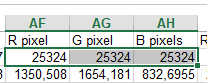 AF AG AH
R pixel G pixel B pixels
25324 25324 25324
1350,508 1654,181 832,6955